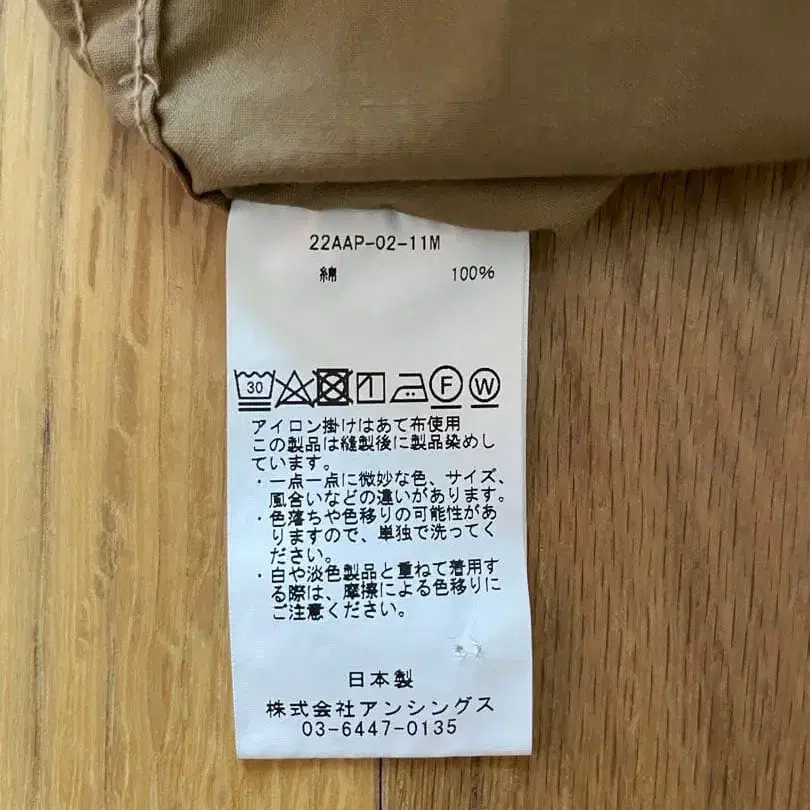 22AAP-02-11M
綿 100%
30 F W
アイロン掛けはあて布使用
この製品は縫製後に製品染めし
ています。
・一点一点に微妙な色、サイズ、
風合いなどの違いがあります。
・色落ちや色移りの可能性があ
りますので、単独で洗ってく
ださい。
・白や淡色製品と重ねて着用す
る際は、摩擦による色移りに
ご注意ください。
日本製
株式会社アンシングス
03-6447-0135